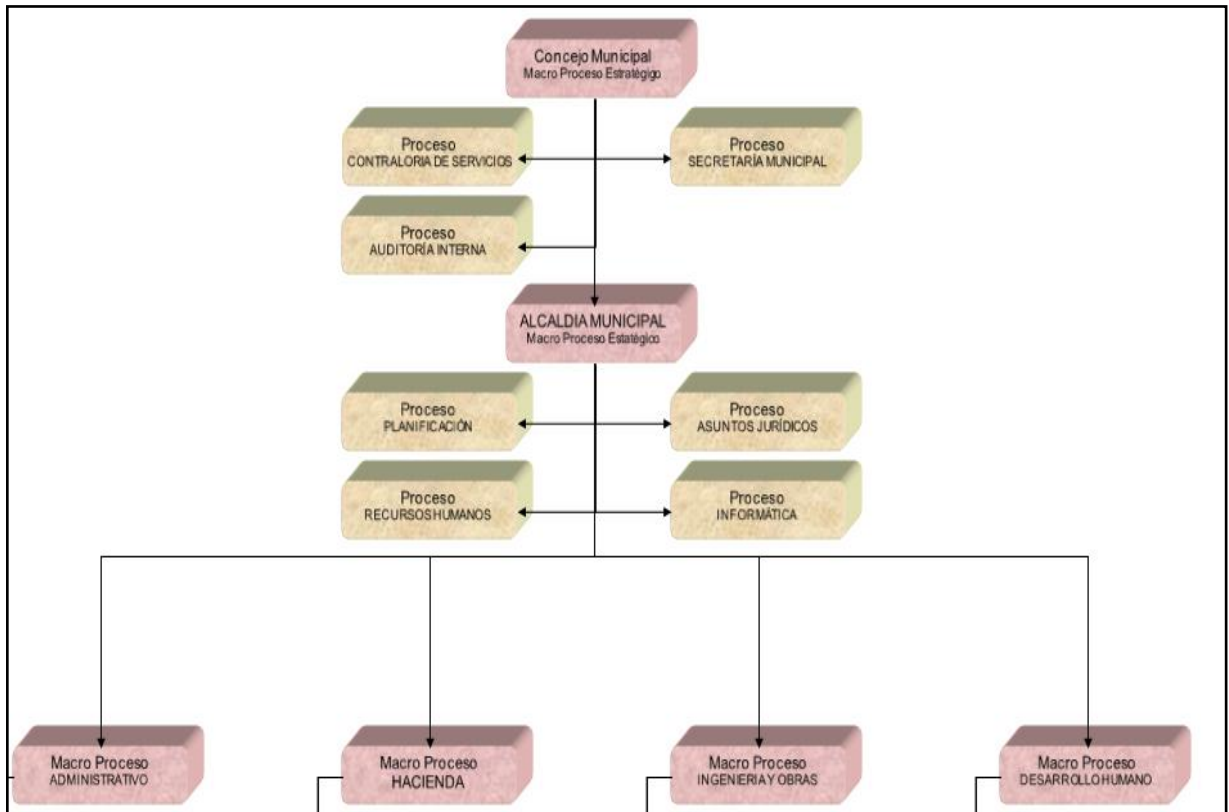 Concejo Municipal
Macro Proceso Estratégigo
Proceso
CONTRALORIA DE SERVICIOS
Proceso
SECRETARÍA MUNICIPAL
Proceso
AUDITORÍA INTERNA
ALCALDIA MUNICIPAL
Macro Proceso Estatégico
Proceso
PLANIFICACIÓN
Proceso
ASUNTOS JURÍDICOS
Proceso
RECURSOS HUMANOS
Proceso
INFORMÁTICA
Macro Proceso
ADMINISTRATIVO
Macro Proceso
HACIENDA
Macro Proceso
INGENIERIA Y OBRAS
Macro Proceso
DESARROLLO HUMANO